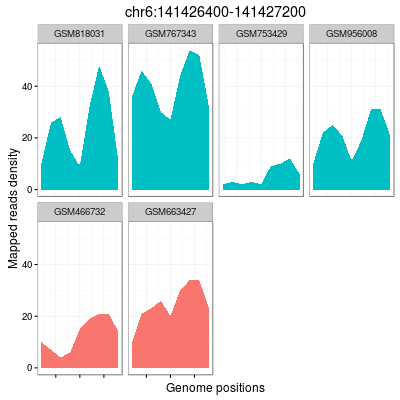 chr6:141426400-141427200
GSM818031 GSM767343 GSM753429 GSM956008
40
20
0
GSM466732 GSM663427
40
20
0
Mapped reads density
Genome positions